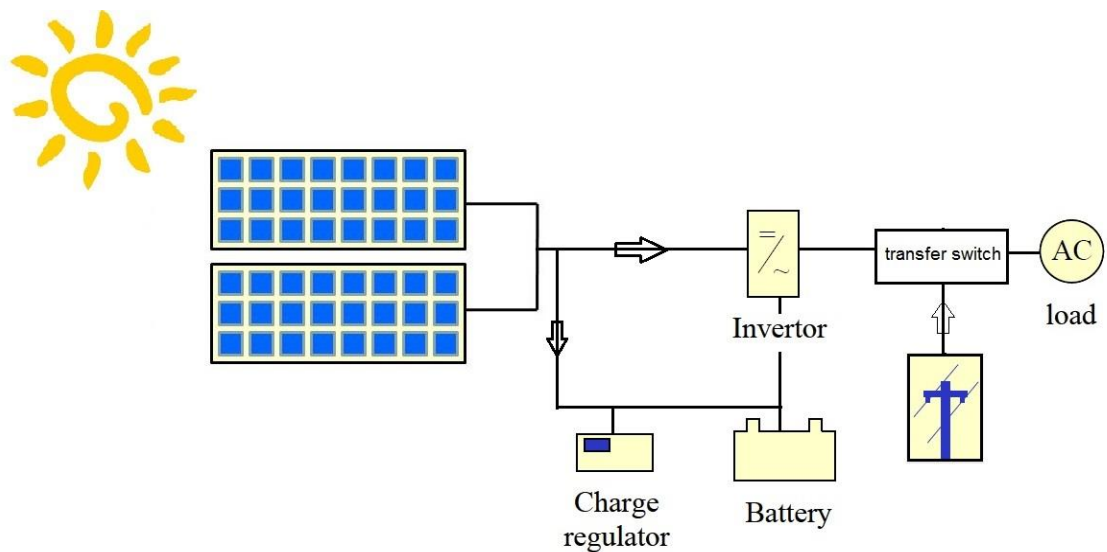 transfer switch
AC
load
Invertor
Charge
regulator
Battery